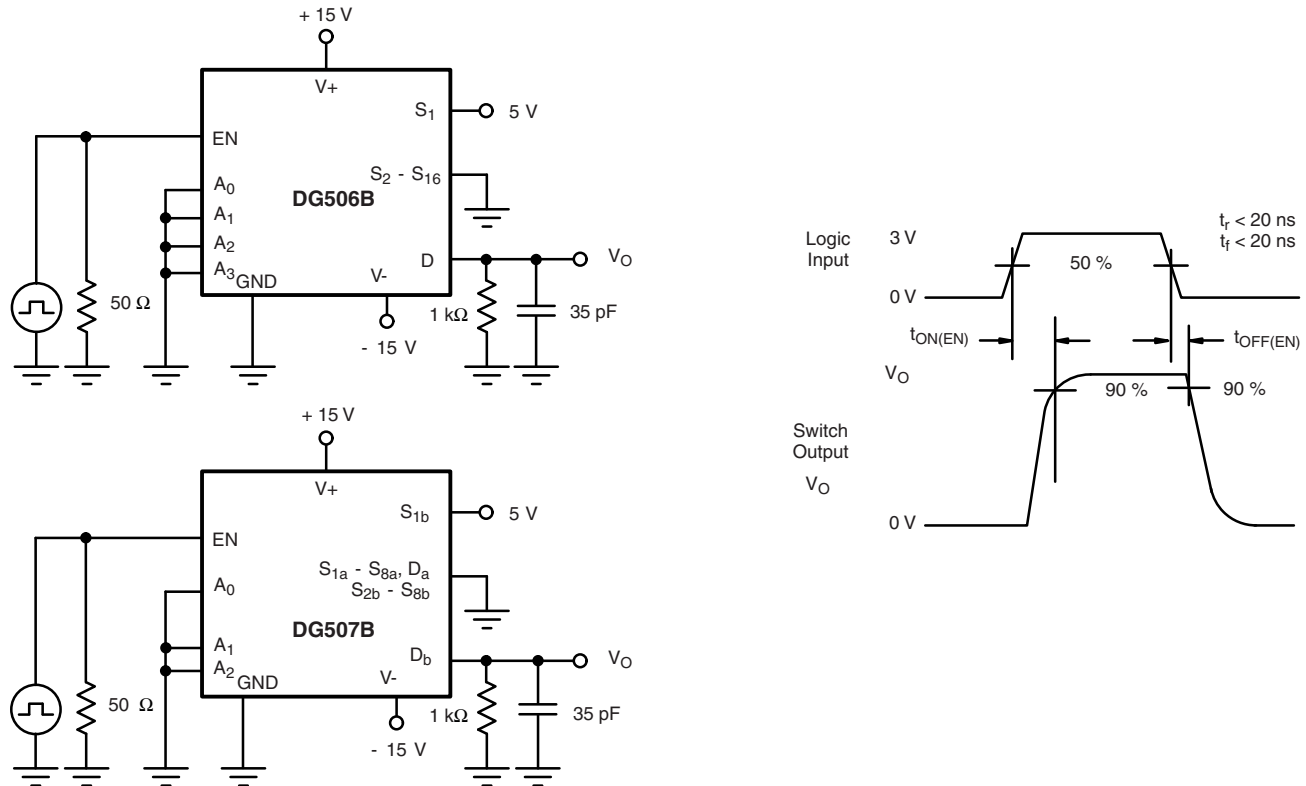 + 15 V
V+
S1
5 V
EN
S2 - S16
A0
DG506B
A1
A2
A3
D
VO
GND
V-
50 Ω
1 kΩ
35 pF
- 15 V
+ 15 V
V+
S1b
5 V
EN
S1a - S8a, Da
S2b - S8b
A0
DG507B
A1
A2
Db
VO
GND
V-
50 Ω
1 kΩ
35 pF
- 15 V
Logic
Input
3 V
50 %
tr < 20 ns
tf < 20 ns
0 V
tON(EN)
tOFF(EN)
VO
90 %
90 %
Switch
Output
VO
0 V